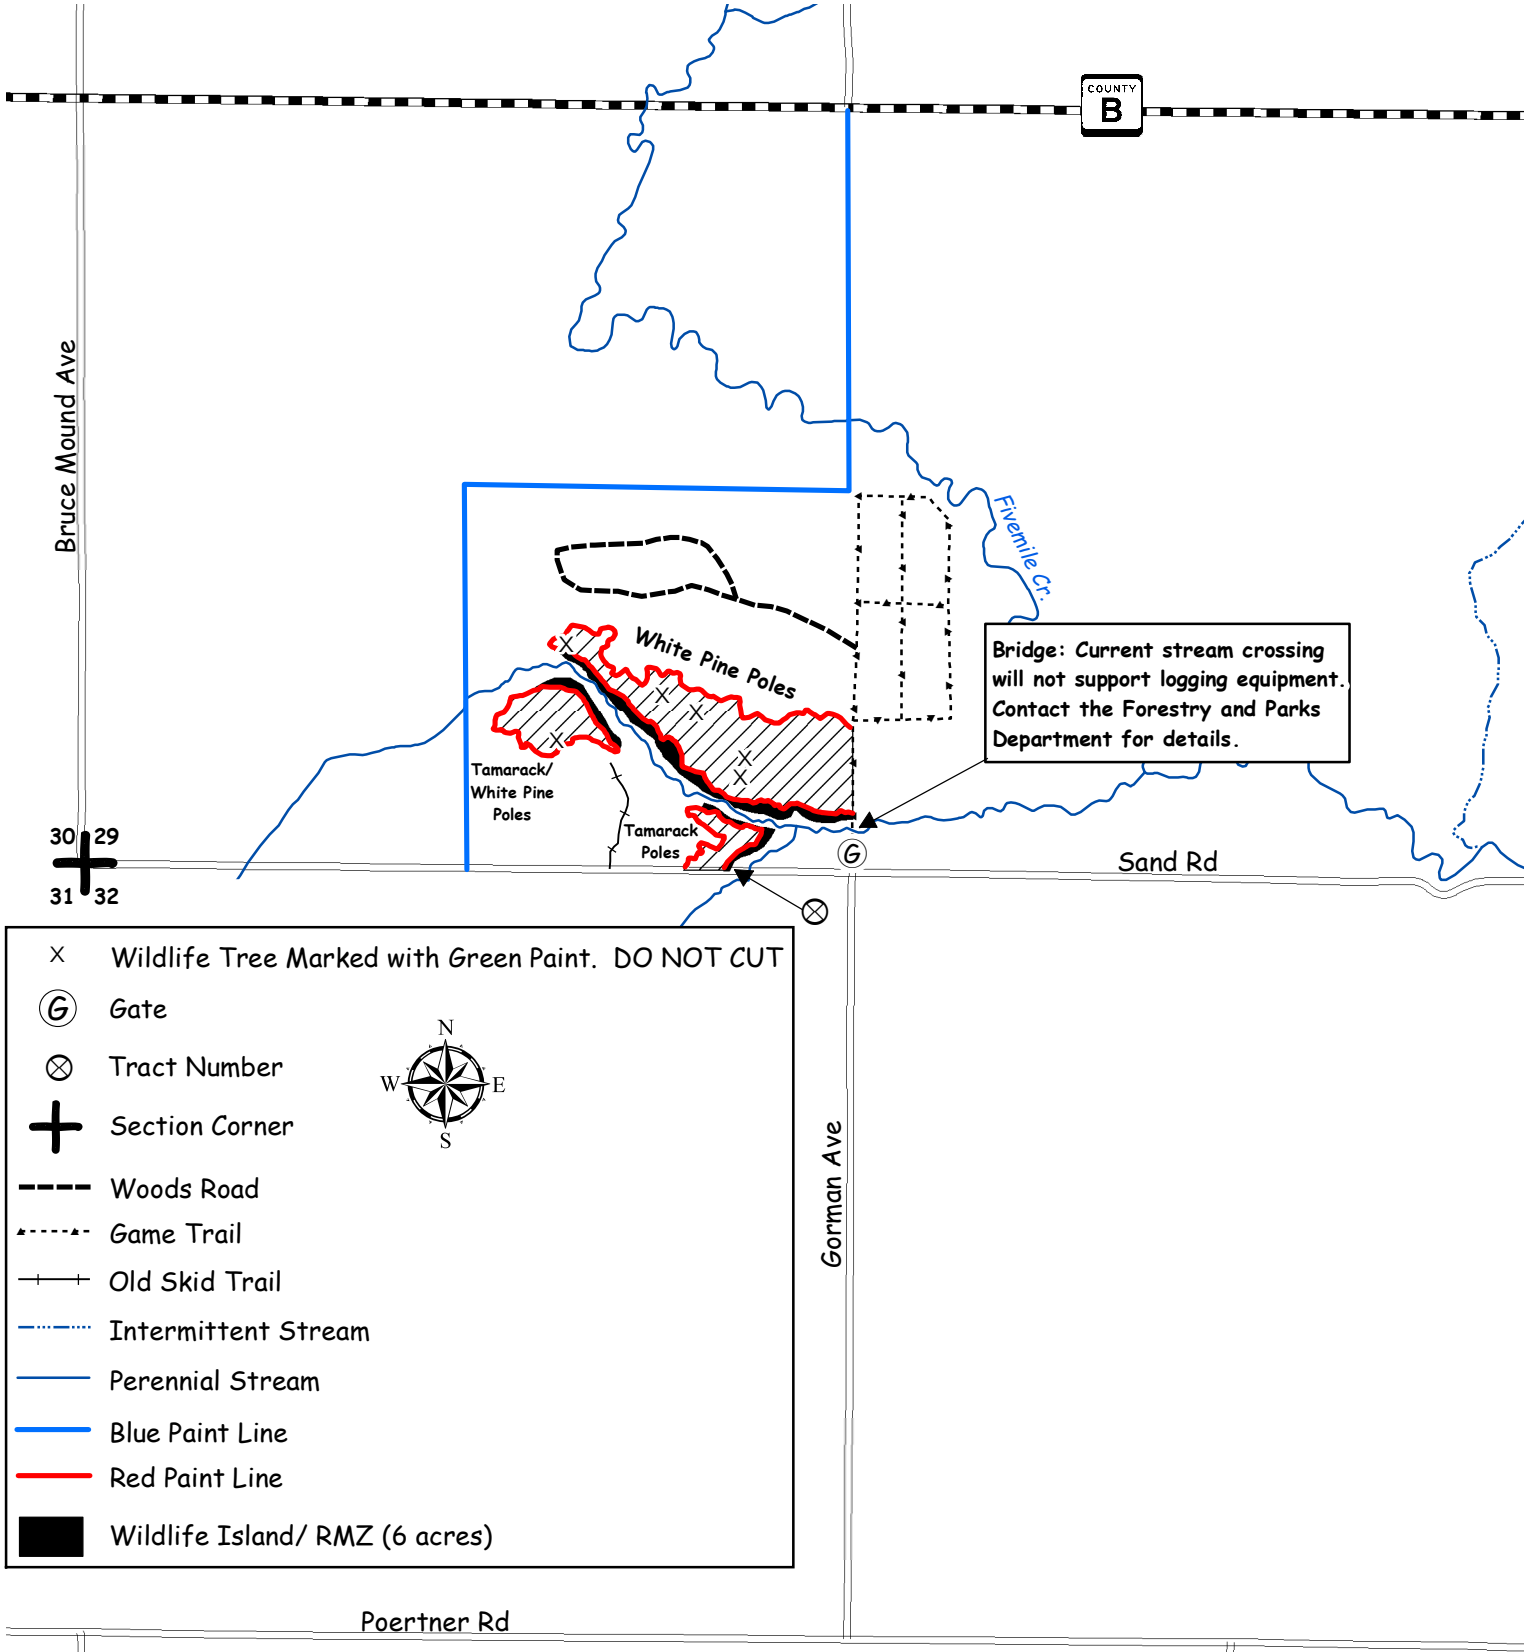 COUNTY
B
Bruce Mound Ave
Fivemile Cr.
White Pine Poles
Bridge: Current stream crossing
will not support logging equipment.
Contact the Forestry and Parks
Department for details.
Tamarack/
White Pine
Poles
Tamarack
Poles
30 29
31 32
G
Sand Rd
X Wildlife Tree Marked with Green Paint. DO NOT CUT
G Gate
Tract Number
Section Corner
Woods Road
Game Trail
Old Skid Trail
Intermittent Stream
Perennial Stream
Blue Paint Line
Red Paint Line
Wildlife Island/ RMZ (6 acres)
N
W E
S
Gorman Ave
Poertner Rd